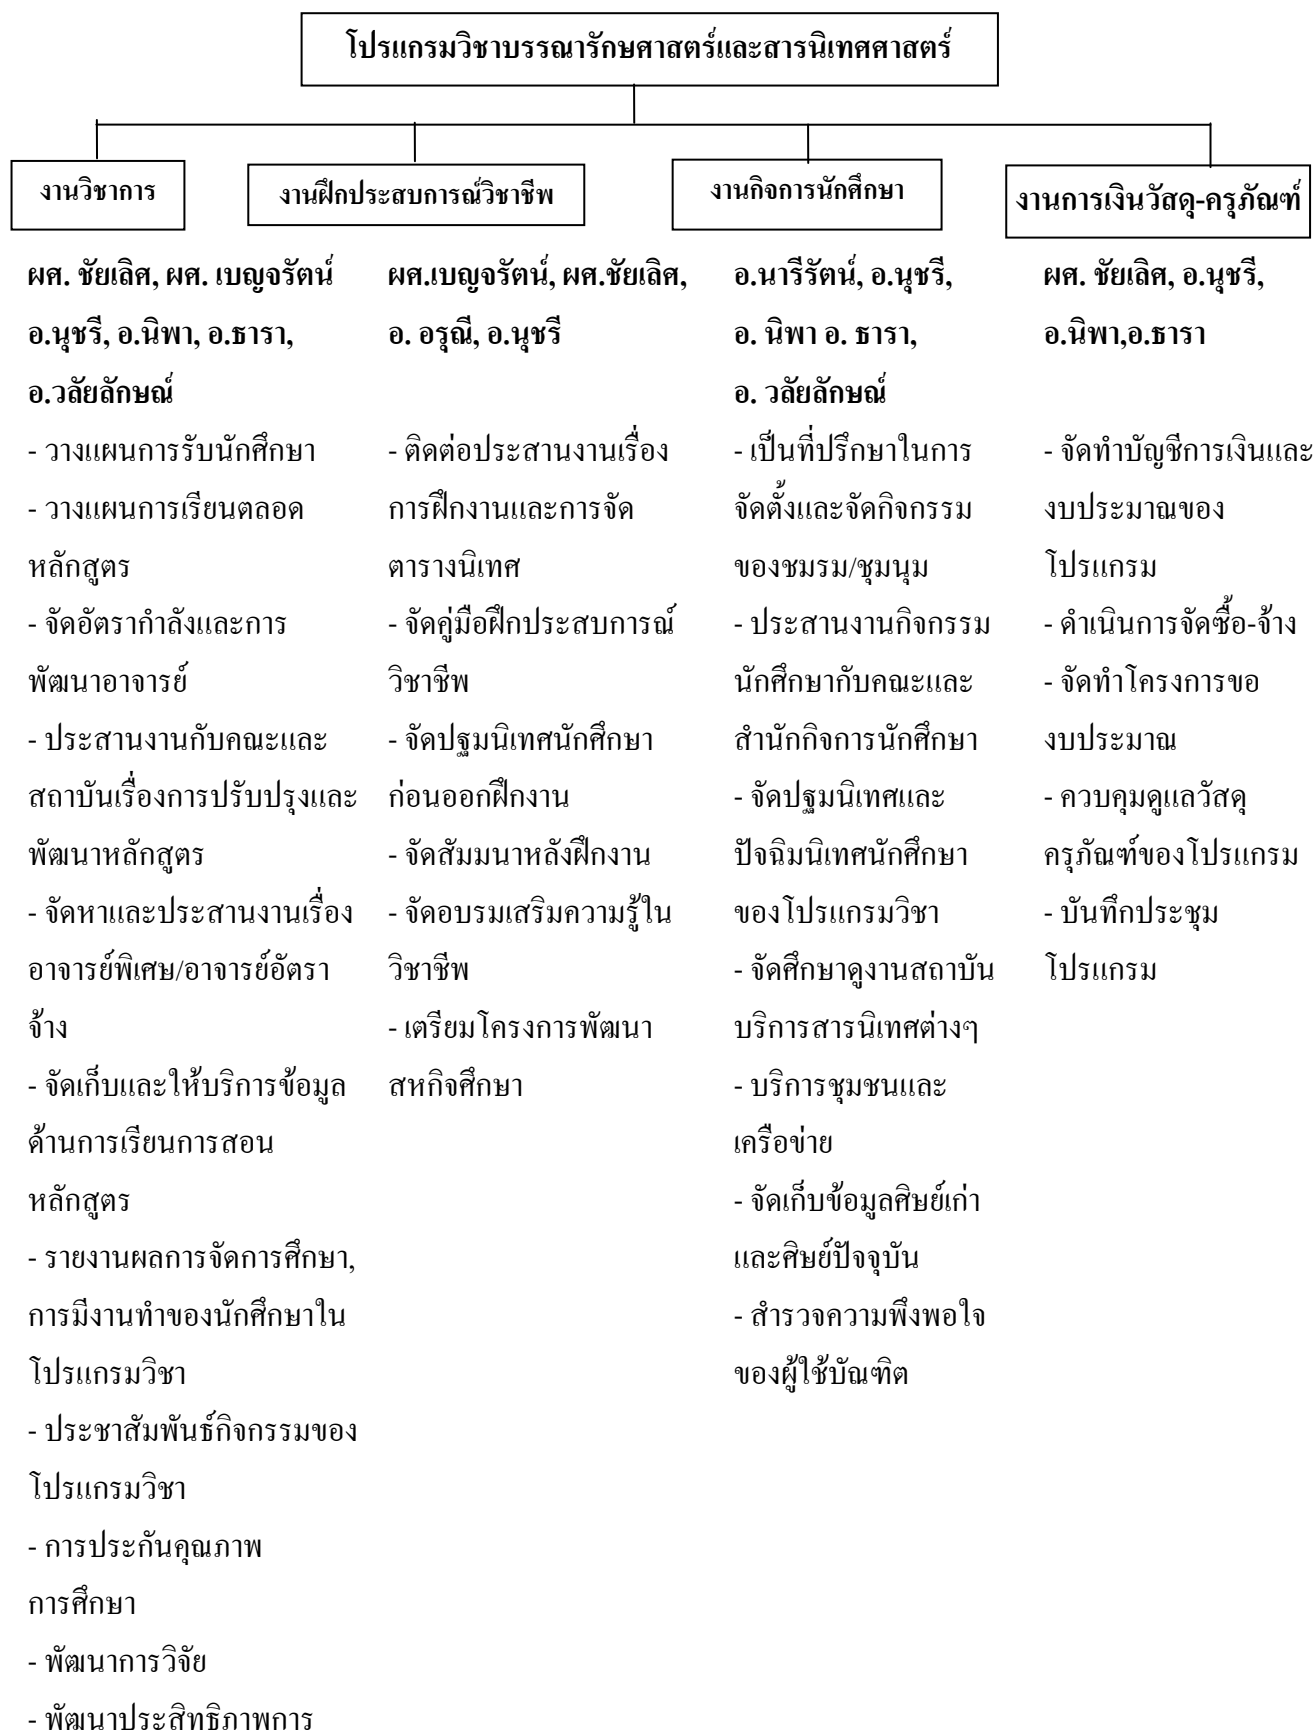 โปรแกรมวิชาบรรณารักษศาสตร์และสารนิเทศศาสตร์
งานวิชาการ
งานฝึกประสบการณ์วิชาชีพ
งานกิจการนักศึกษา
งานการเงินวัสดุ-ครุภัณฑ์
ผศ. ชัยเลิศ, ผศ. เบญจรัตน์
อ.นุชรี, อ.นิพา, อ.ธารา,
อ.วลัยลักษณ์
- วางแผนการรับนักศึกษา
- วางแผนการเรียนตลอด
หลักสูตร
- จัดอัตรากำลังและการ
พัฒนาอาจารย์
- ประสานงานกับคณะและ
สถาบันเรื่องการปรับปรุงและ
พัฒนาหลักสูตร
- จัดหาและประสานงานเรื่อง
อาจารย์พิเศษ/อาจารย์อัตรา
จ้าง
- จัดเก็บและให้บริการข้อมูล
ด้านการเรียนการสอน
หลักสูตร
- รายงานผลการจัดการศึกษา,
การมีงานทำของนักศึกษาใน
โปรแกรมวิชา
- ประชาสัมพันธ์กิจกรรมของ
โปรแกรมวิชา
- การประกันคุณภาพ
การศึกษา
- พัฒนาการวิจัย
- พัฒนาประสิทธิภาพการ
ผศ.เบญจรัตน์, ผศ.ชัยเลิศ,
อ. อรุณี, อ.นุชรี
- ติดต่อประสานงานเรื่อง
การฝึกงานและการจัด
ตารางนิเทศ
- จัดคู่มือฝึกประสบการณ์
วิชาชีพ
- จัดปฐมนิเทศนักศึกษา
ก่อนออกฝึกงาน
- จัดสัมมนาหลังฝึกงาน
- จัดอบรมเสริมความรู้ใน
วิชาชีพ
- เตรียมโครงการพัฒนา
สหกิจศึกษา
อ.นารีรัตน์, อ.นุชรี,
อ. นิพา อ. ธารา,
อ. วลัยลักษณ์
- เป็นที่ปรึกษาในการ
จัดตั้งและจัดกิจกรรม
ของชมรม/ชุมนุม
- ประสานงานกิจกรรม
นักศึกษากับคณะและ
สำนักกิจการนักศึกษา
- จัดปฐมนิเทศและ
ปัจฉิมนิเทศนักศึกษา
ของโปรแกรมวิชา
- จัดศึกษาดูงานสถาบัน
บริการสารนิเทศต่างๆ
- บริการชุมชนและ
เครือข่าย
- จัดเก็บข้อมูลศิษย์เก่า
และศิษย์ปัจจุบัน
- สำรวจความพึงพอใจ
ของผู้ใช้บัณฑิต
ผศ. ชัยเลิศ, อ.นุชรี,
อ.นิพา,อ.ธารา
- จัดทำบัญชีการเงินและ
งบประมาณของ
โปรแกรม
- ดำเนินการจัดซื้อ-จ้าง
- จัดทำโครงการขอ
งบประมาณ
- ควบคุมดูแลวัสดุ
ครุภัณฑ์ของโปรแกรม
- บันทึกประชุม
โปรแกรม